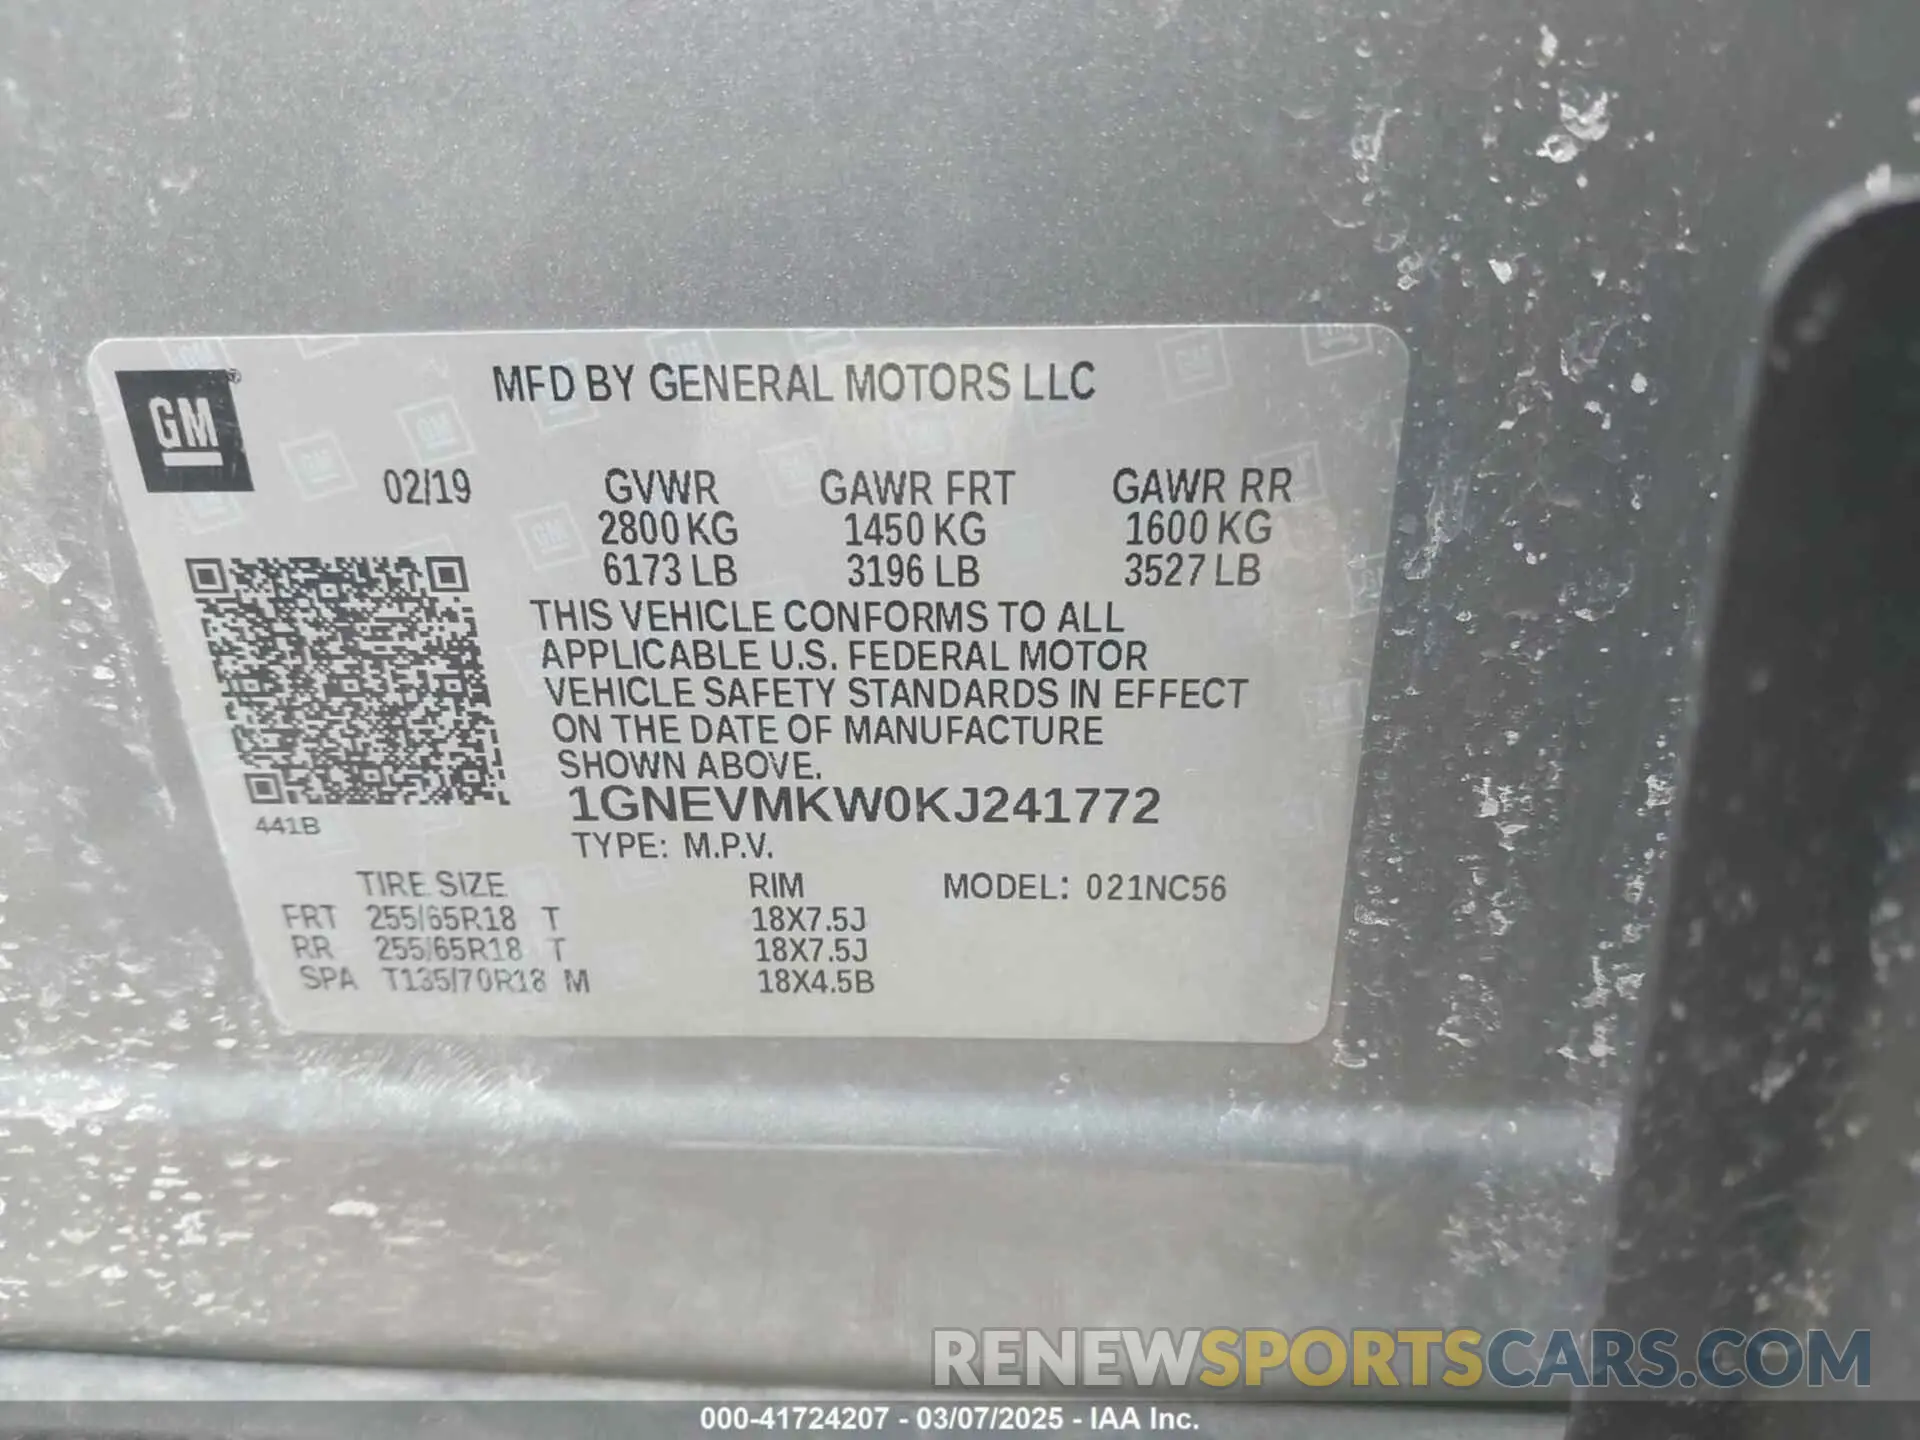 GM
MFD BY GENERAL MOTORS LLC
02/19 GVWR GAWR FRT GAWR RR
2800 KG 1450 KG 1600 KG
6173 LB 3196 LB 3527 LB
THIS VEHICLE CONFORMS TO ALL
APPLICABLE U.S. FEDERAL MOTOR
VEHICLE SAFETY STANDARDS IN EFFECT
ON THE DATE OF MANUFACTURE
SHOWN ABOVE.
1GNEVMKW0KJ241772
441B
TYPE: M.P.V.
TIRE SIZE RIM MODEL: 021NC56
FRT 255/65R18 T 18X7.5J
RR 255/65R18 T 18X7.5J
SPA T135/70R18 M 18X4.5B
RENEWSPORTSCARS.COM
000-41724207 - 03/07/2025 - IAA Inc.